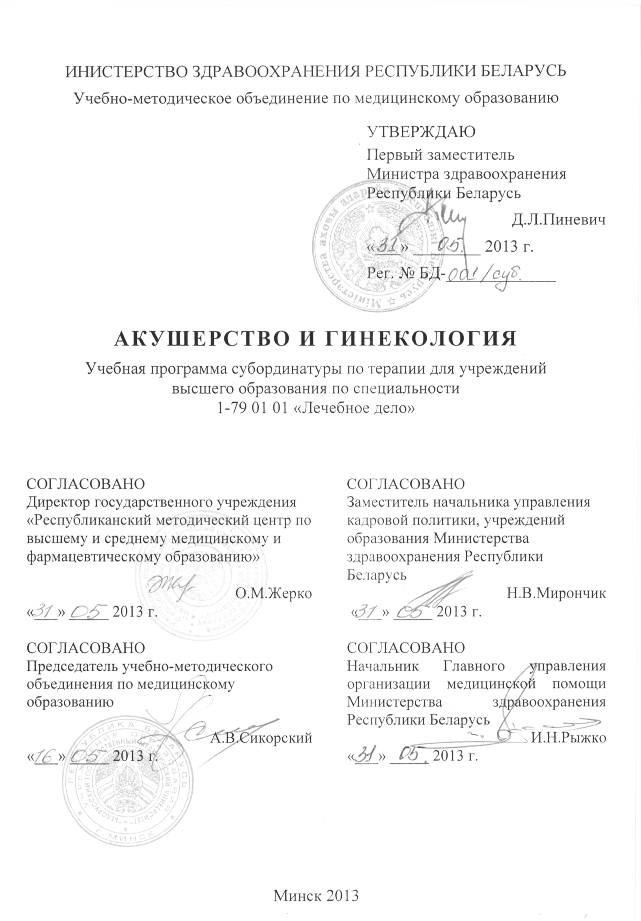 ИНИСТЕРСТВО ЗДРАВООХРАНЕНИЯ РЕСПУБЛИКИ БЕЛАРУСЬ
Учебно-методическое объединение по медицинскому образованию
УТВЕРЖДАЮ
Первый заместитель
Министра здравоохранения
Республики Беларусь
Д.Л.Пиневич
«31» 05. 2013 г.
Рег. № БД-001/суб.
АКУШЕРСТВО И ГИНЕКОЛОГИЯ
Учебная программа субординатуры по терапии для учреждений
высшего образования по специальности
1-79 01 01 «Лечебное дело»
СОГЛАСОВАНО
Директор государственного учреждения
«Республиканский методический центр по
высшему и среднему медицинскому и
фармацевтическому образованию»
О.М.Жерко
«31» 05 2013 г.
СОГЛАСОВАНО
Заместитель начальника управления
кадровой политики, учреждений
образования Министерства
здравоохранения Республики
Беларусь
Н.В.Мирончик
«31» 05 2013 г.
СОГЛАСОВАНО
Председатель учебно-методического
объединения по медицинскому
образованию
А.В.Сикорский
«16» 05 2013 г.
СОГЛАСОВАНО
Начальник Главного управления
организации медицинской помощи
Министерства здравоохранения
Республики Беларусь
И.Н.Рыжко
«31» 05 2013 г.
Минск 2013